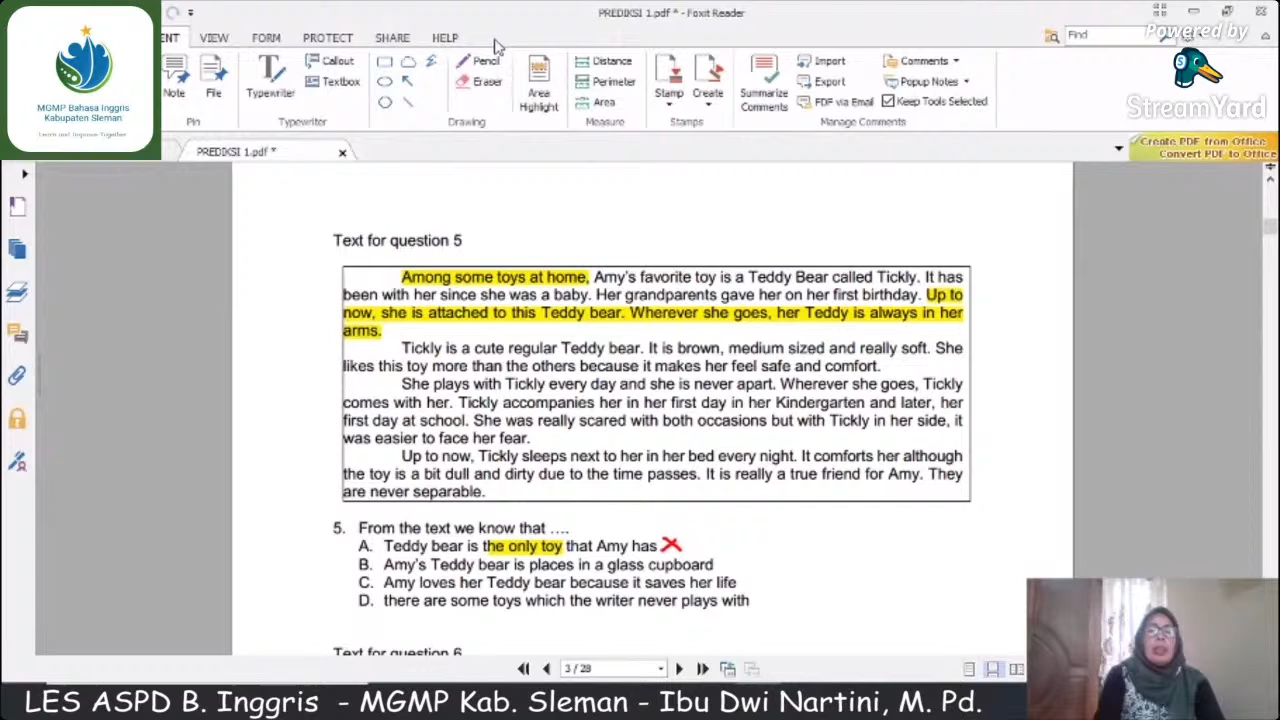 PREDIKSI 1.pdf * - Foxit Reader
Powered by
StreamYard
MGMP Bahasa Inggris
Kabupaten Sleman
Learn and Improve Together
ENT VIEW FORM PROTECT SHARE HELP
Find
Note File Typewriter Callout Textbox Pencil Eraser Area Highlight Distance Perimeter Area Stamp Create Summarize Comments Import Export FDF via Email Comments Popup Notes Keep Tools Selected
Pin Typewriter Drawing Measure Stamps Manage Comments
PREDIKSI 1.pdf *
Create PDF from Office
Convert PDF to Office
Text for question 5
Among some toys at home, Amy's favorite toy is a Teddy Bear called Tickly. It has
been with her since she was a baby. Her grandparents gave her on her first birthday. Up to
now, she is attached to this Teddy bear. Wherever she goes, her Teddy is always in her
arms.
Tickly is a cute regular Teddy bear. It is brown, medium sized and really soft. She
likes this toy more than the others because it makes her feel safe and comfort.
She plays with Tickly every day and she is never apart. Wherever she goes, Tickly
comes with her. Tickly accompanies her in her first day in her Kindergarten and later, her
first day at school. She was really scared with both occasions but with Tickly in her side, it
was easier to face her fear.
Up to now, Tickly sleeps next to her in her bed every night. It comforts her although
the toy is a bit dull and dirty due to the time passes. It is really a true friend for Amy. They
are never separable.
5. From the text we know that ….
A. Teddy bear is the only toy that Amy has
B. Amy's Teddy bear is places in a glass cupboard
C. Amy loves her Teddy bear because it saves her life
D. there are some toys which the writer never plays with
Text for question 6
3 / 28
LES ASPD B. Inggris - MGMP Kab. Sleman - Ibu Dwi Nartini, M. Pd.